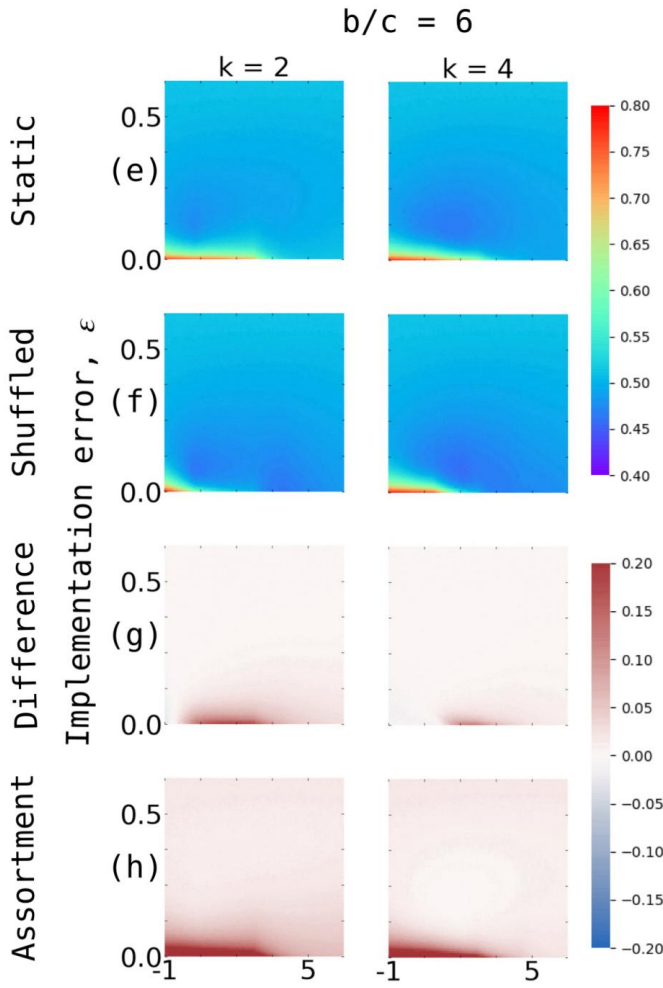 b/c = 6
k = 2
k = 4
Static
(e)
0.5
0.0
0.80
0.75
0.70
0.65
0.60
0.55
0.50
0.45
0.40
Shuffled
(f)
0.5
0.0
Implementation error, ε
Difference
(g)
0.5
0.0
0.20
0.15
0.10
0.05
0.00
−0.05
−0.10
−0.15
−0.20
Assortment
(h)
0.5
0.0
-1
5
-1
5